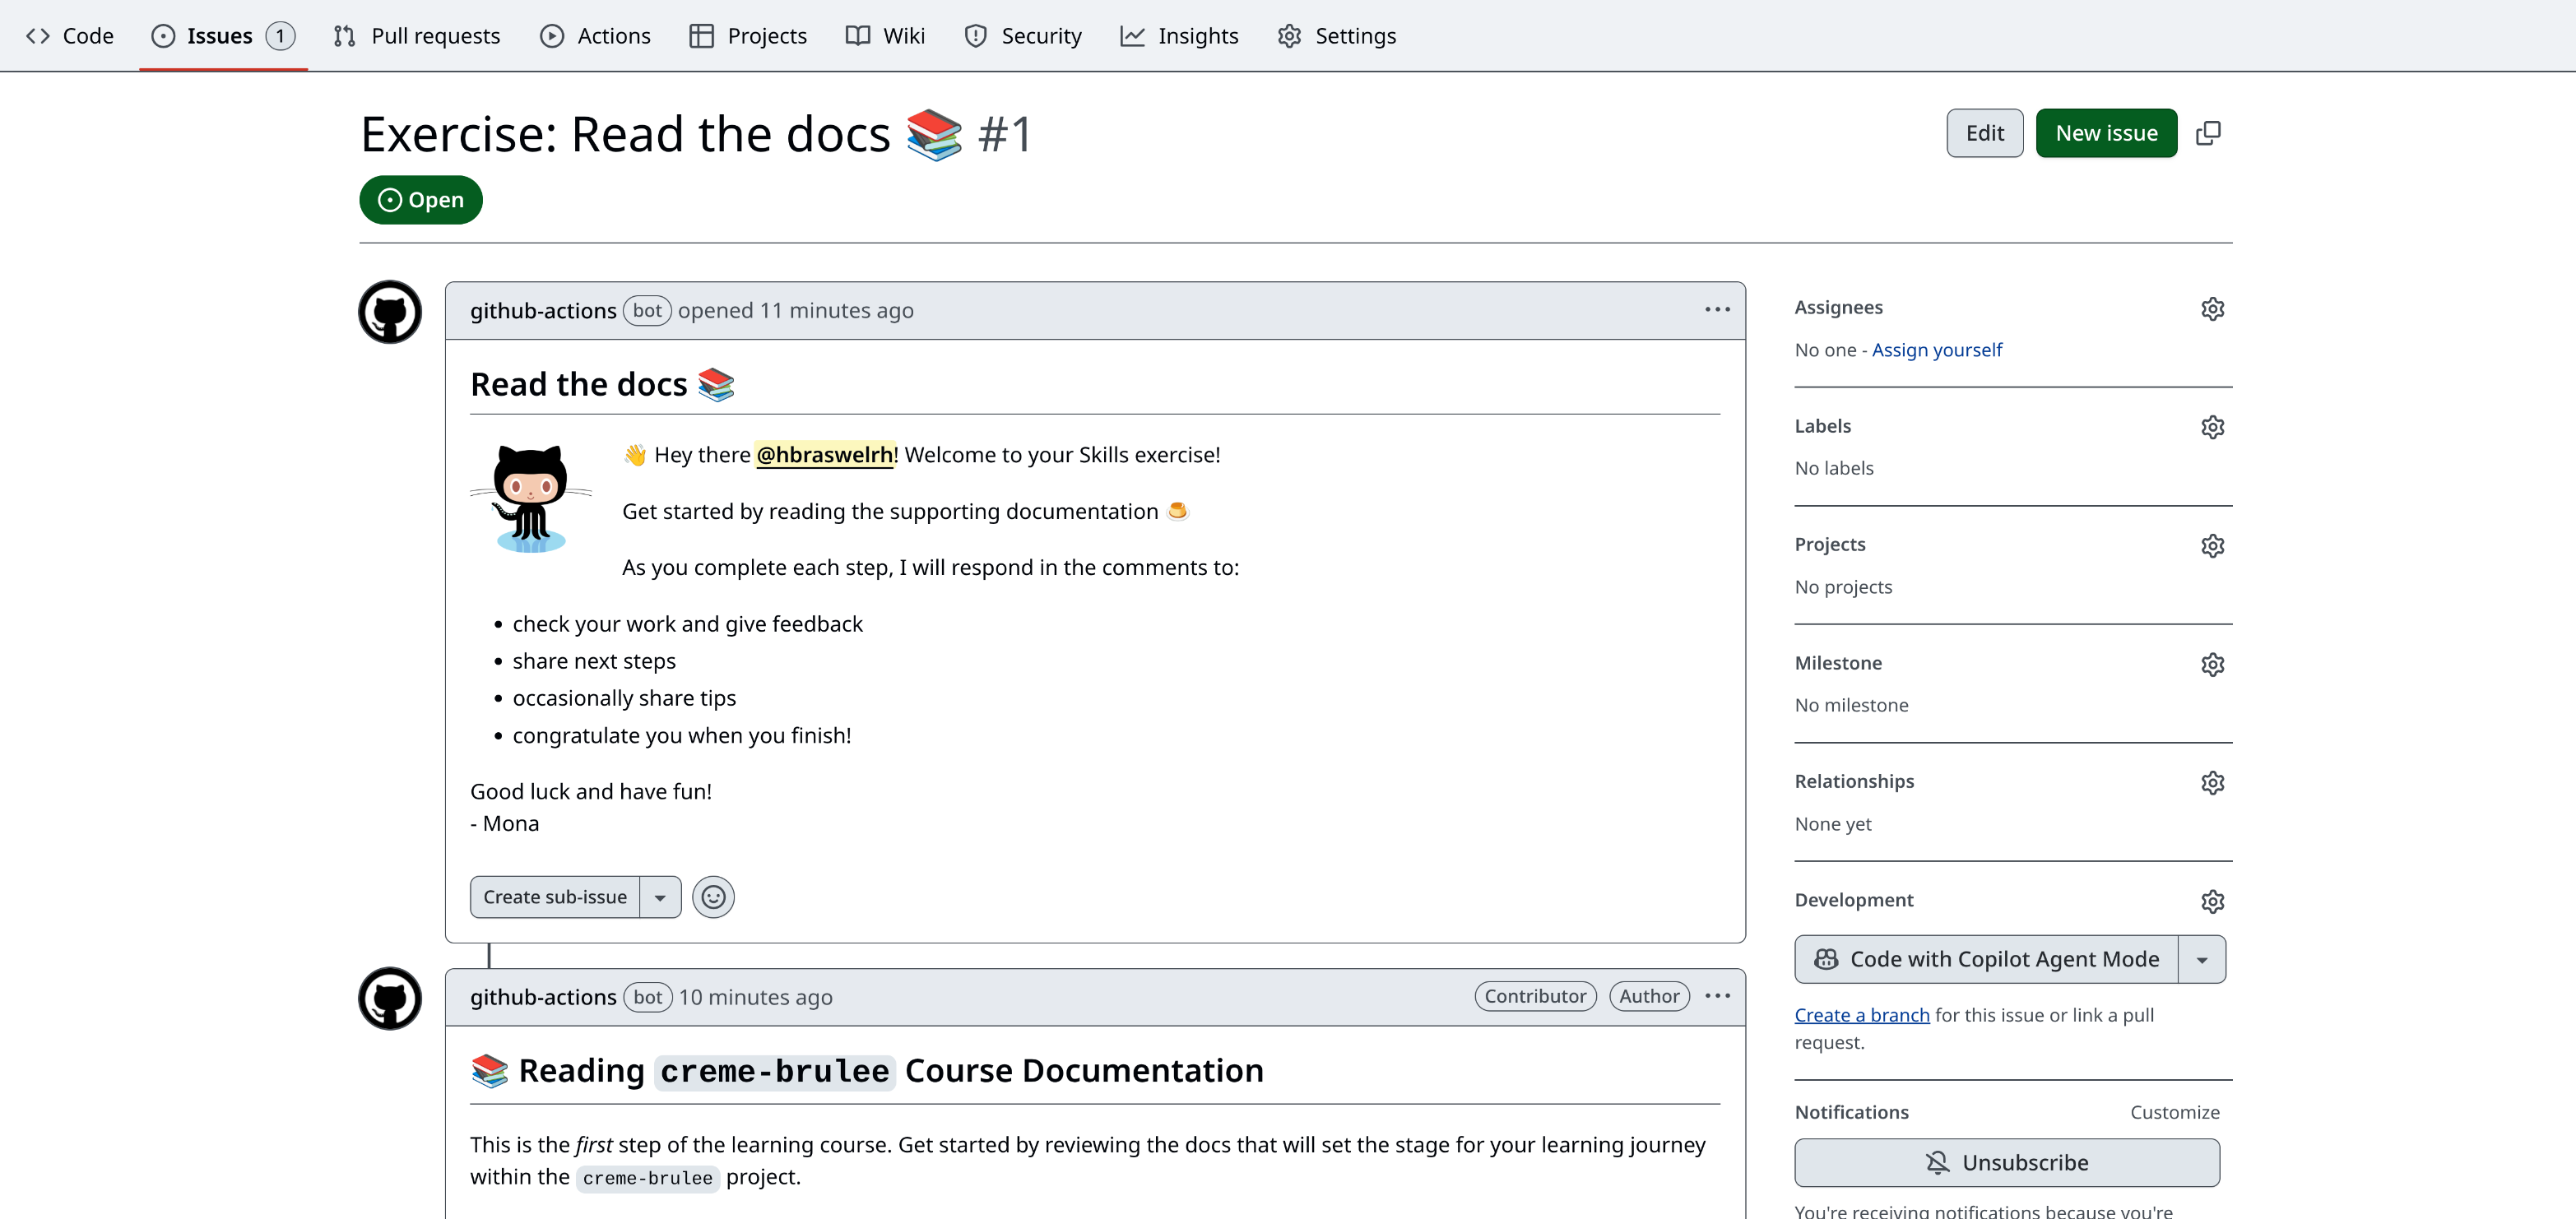 Code Issues 1 Pull requests Actions Projects Wiki Security Insights Settings
Exercise: Read the docs 📚 #1
Edit New issue
Open
github-actions bot opened 11 minutes ago
Read the docs 📚
👋 Hey there @hbraswelrh! Welcome to your Skills exercise!
Get started by reading the supporting documentation 🍮
As you complete each step, I will respond in the comments to:
• check your work and give feedback
• share next steps
• occasionally share tips
• congratulate you when you finish!
Good luck and have fun!
- Mona
Create sub-issue
github-actions bot 10 minutes ago Contributor Author
📚 Reading creme-brulee Course Documentation
This is the first step of the learning course. Get started by reviewing the docs that will set the stage for your learning journey
within the creme-brulee project.
Assignees
No one - Assign yourself
Labels
No labels
Projects
No projects
Milestone
No milestone
Relationships
None yet
Development
Code with Copilot Agent Mode
Create a branch for this issue or link a pull
request.
Notifications Customize
Unsubscribe
You're receiving notifications because you're